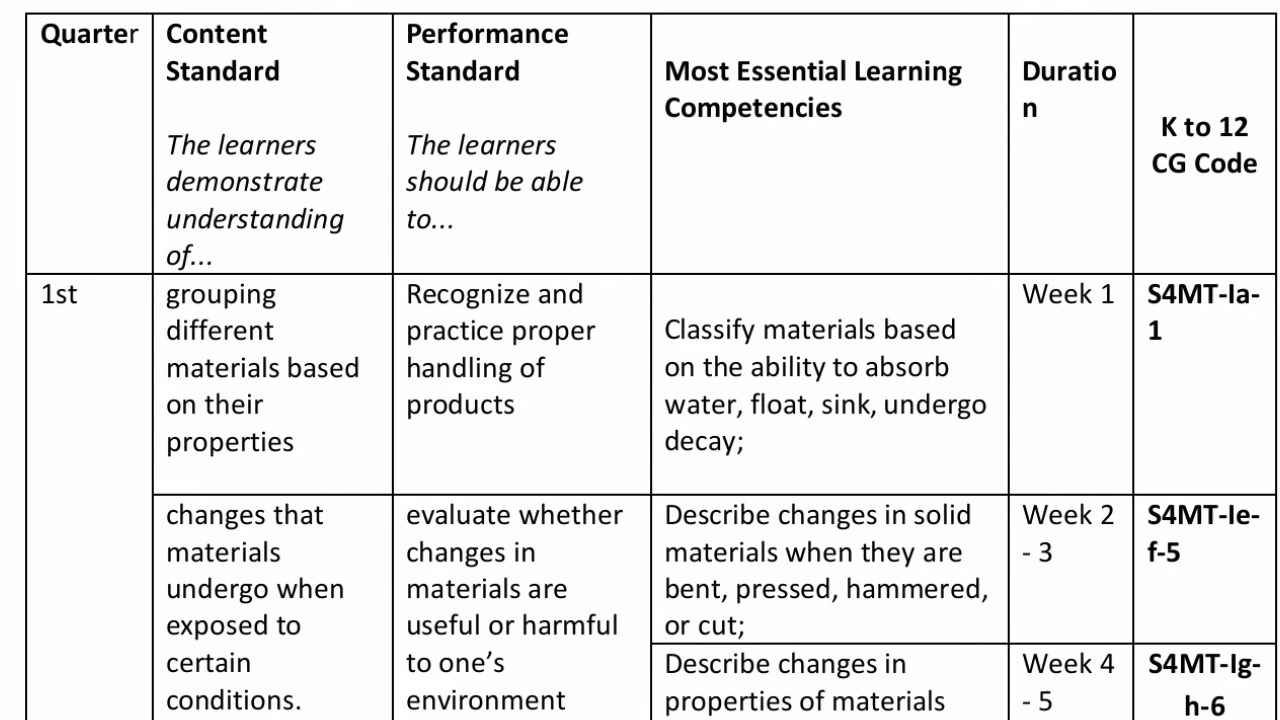 Quarter
Content
Standard
The learners
demonstrate
understanding
of...
Performance
Standard
The learners
should be able
to...
Most Essential Learning
Competencies
Duratio
n
K to 12
CG Code
1st
grouping
different
materials based
on their
properties
Recognize and
practice proper
handling of
products
Classify materials based
on the ability to absorb
water, float, sink, undergo
decay;
Week 1
S4MT-Ia-
1
changes that
materials
undergo when
exposed to
certain
conditions.
evaluate whether
changes in
materials are
useful or harmful
to one’s
environment
Describe changes in solid
materials when they are
bent, pressed, hammered,
or cut;
Week 2
- 3
S4MT-Ie-
f-5
Describe changes in
properties of materials
Week 4
- 5
S4MT-Ig-
h-6